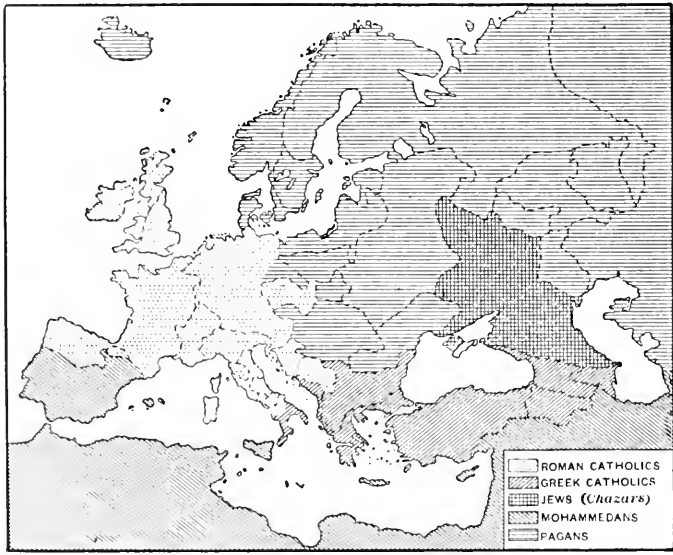 ROMAN CATHOLICS
GREEK CATHOLICS
JEWS (Chazars)
MOHAMMEDANS
PAGANS